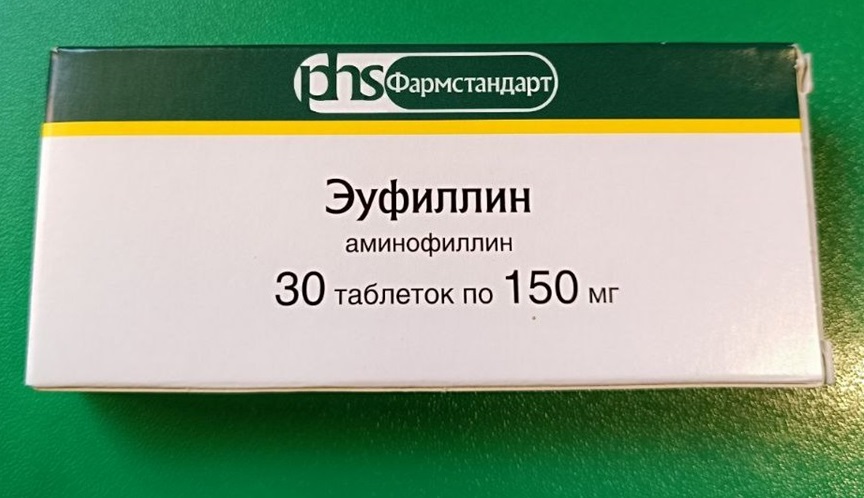 phs Фармстандарт
Эуфиллин
аминофиллин
30 таблеток по 150 мг